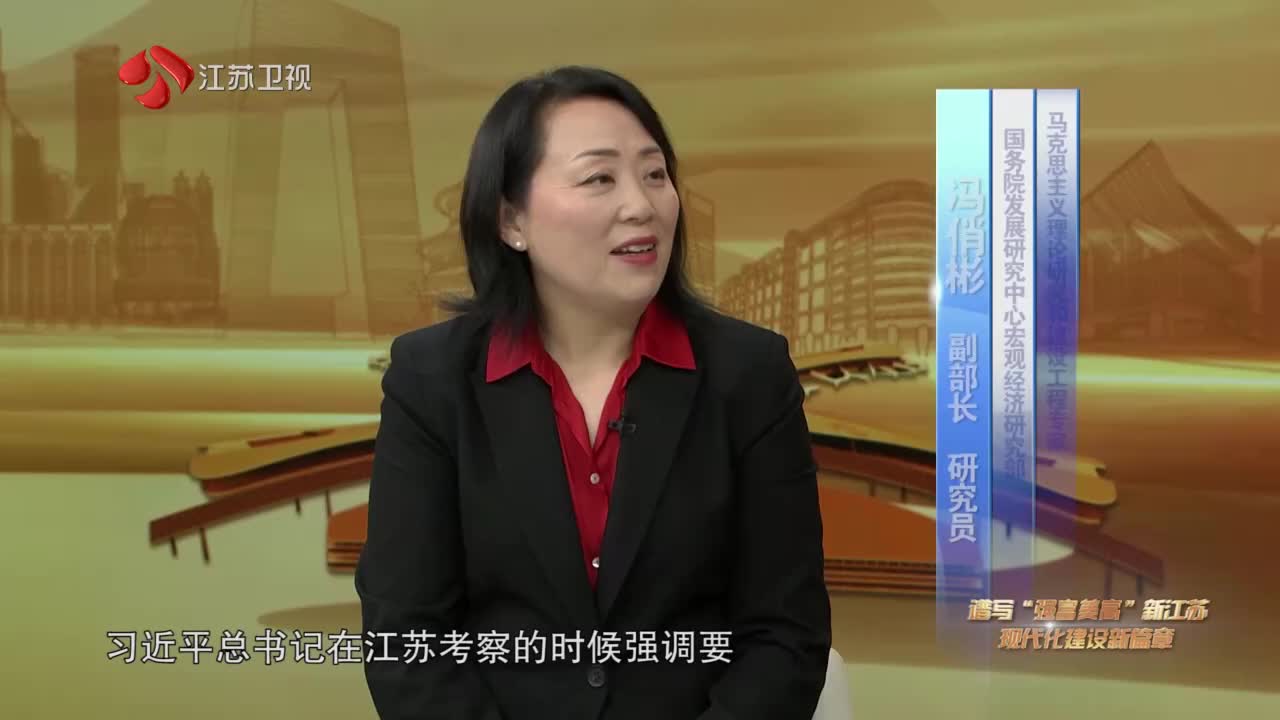 江苏卫视
马克思主义理论研究和建设工程专家
国务院发展研究中心宏观经济研究部
冯俏彬 副部长 研究员
谱写“强富美高”新江苏
现代化建设新篇章
习近平总书记在江苏考察的时候强调要